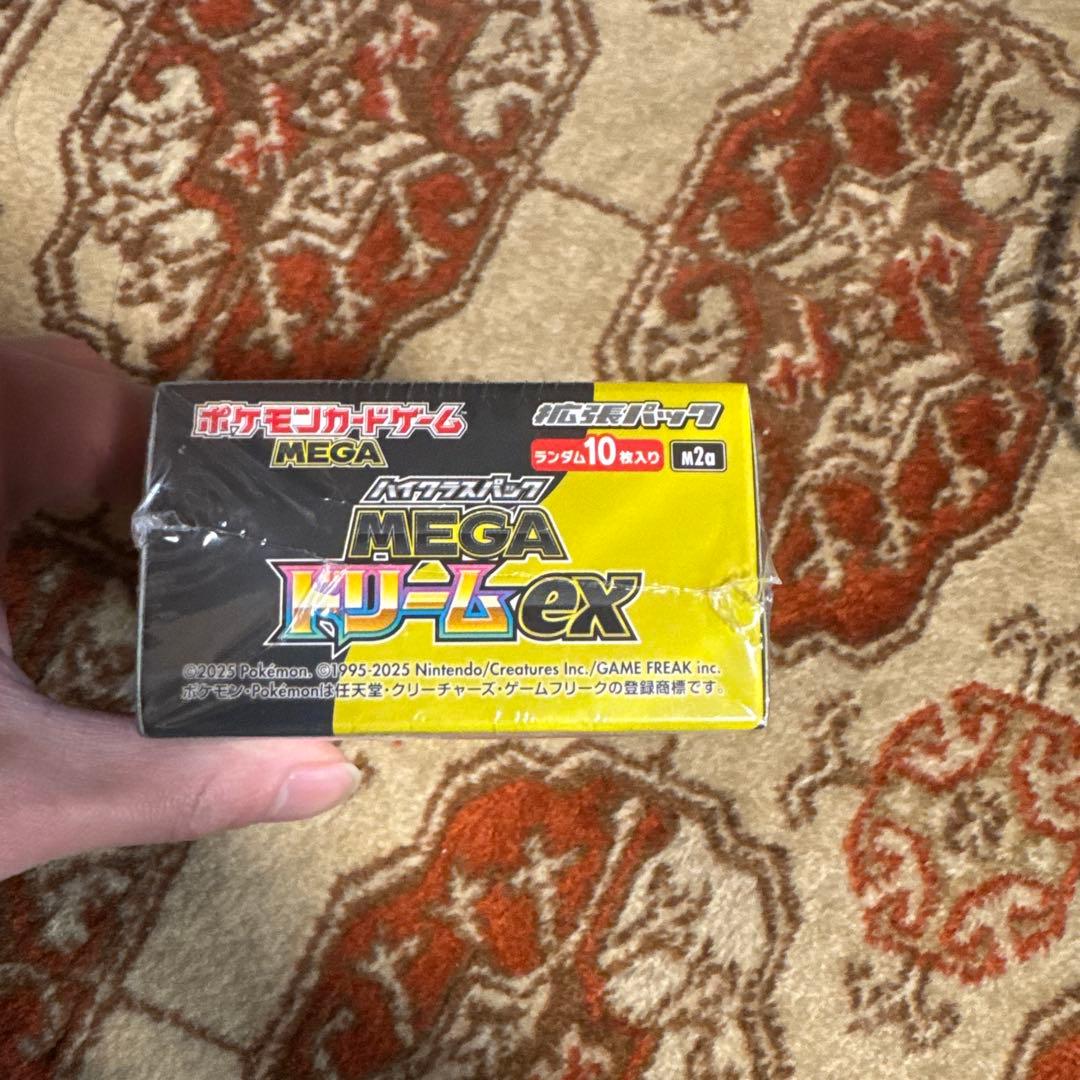 ポケモンカードゲーム
MEGA
拡張パック
ランダム10枚入り
M2a
ハイクラスパック
MEGA
ドリームex
©2025 Pokémon. ©1995-2025 Nintendo/Creatures Inc./GAME FREAK inc.
ポケモン・Pokémonは任天堂・クリーチャーズ・ゲームフリークの登録商標です。